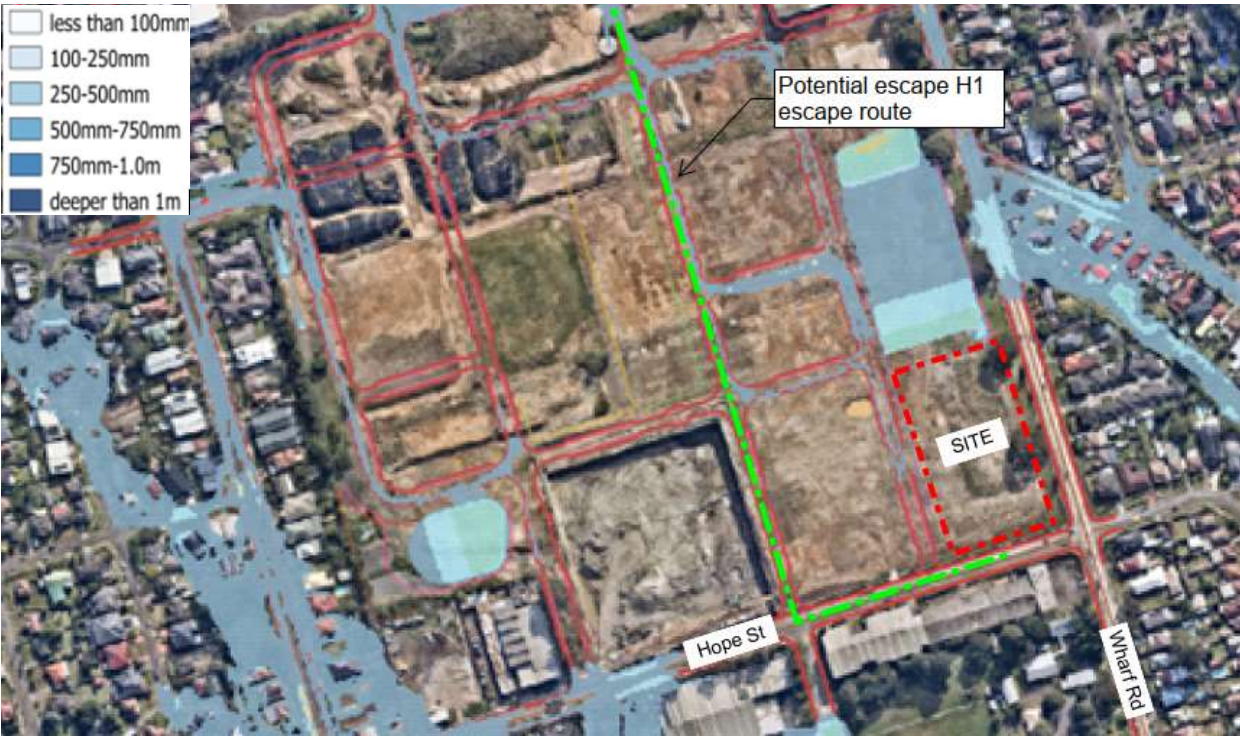 less than 100mm
100-250mm
250-500mm
500mm-750mm
750mm-1.0m
deeper than 1m
Potential escape H1
escape route
SITE
Hope St
Wharf Rd